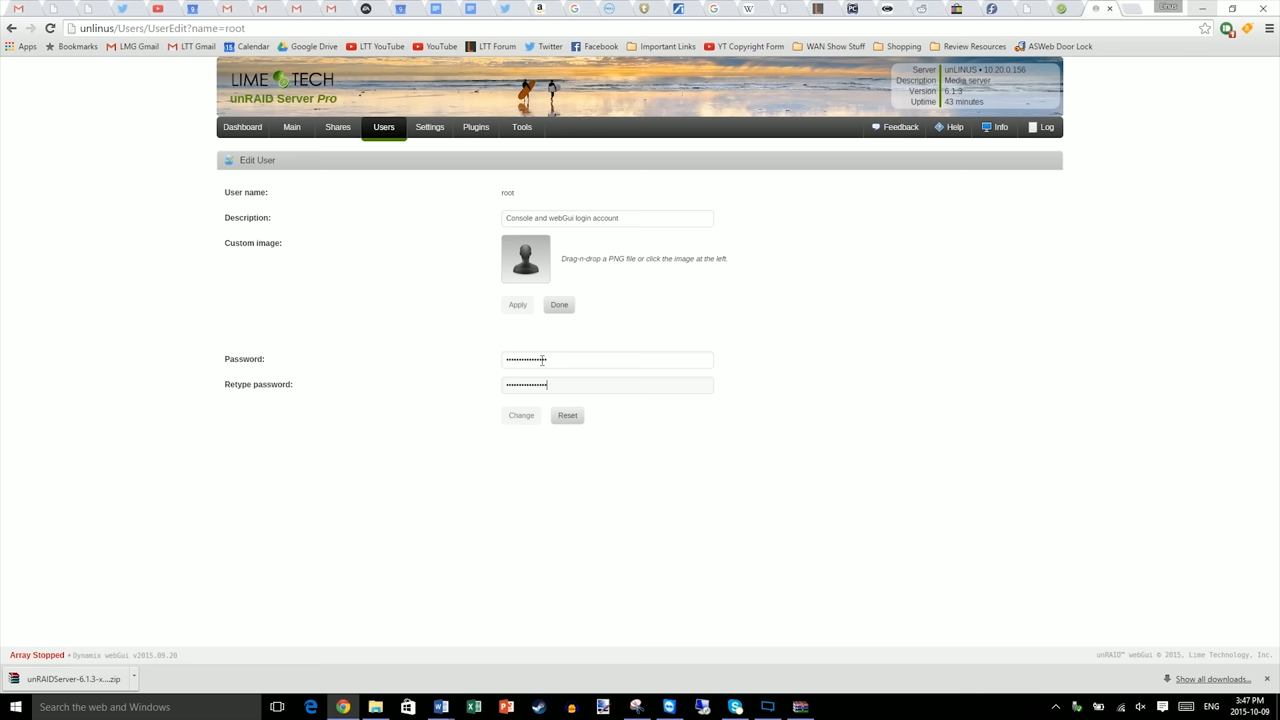 Linus
unlinus/Users/UserEdit?name=root
Apps Bookmarks LMG Gmail LTT Gmail Calendar Google Drive LTT YouTube YouTube LTT Forum Twitter Facebook Important Links YT Copyright Form WAN Show Stuff Shopping Review Resources ASWeb Door Lock
LIME TECH
unRAID Server Pro
Server unLINUS • 10.20.0.156
Description Media server
Version 6.1.3
Uptime 43 minutes
Dashboard Main Shares Users Settings Plugins Tools Feedback Help Info Log
Edit User
User name: root
Description: Console and webGui login account
Custom image: Drag-n-drop a PNG file or click the image at the left.
Apply Done
Password: ••••••••••••••••
Retype password: ••••••••••••••••
Change Reset
Array Stopped • Dynamix webGui v2015.09.20 unRAID™ webGui © 2015, Lime Technology, Inc.
unRAIDServer-6.1.3-x....zip Show all downloads...
Search the web and Windows ENG 3:47 PM
2015-10-09